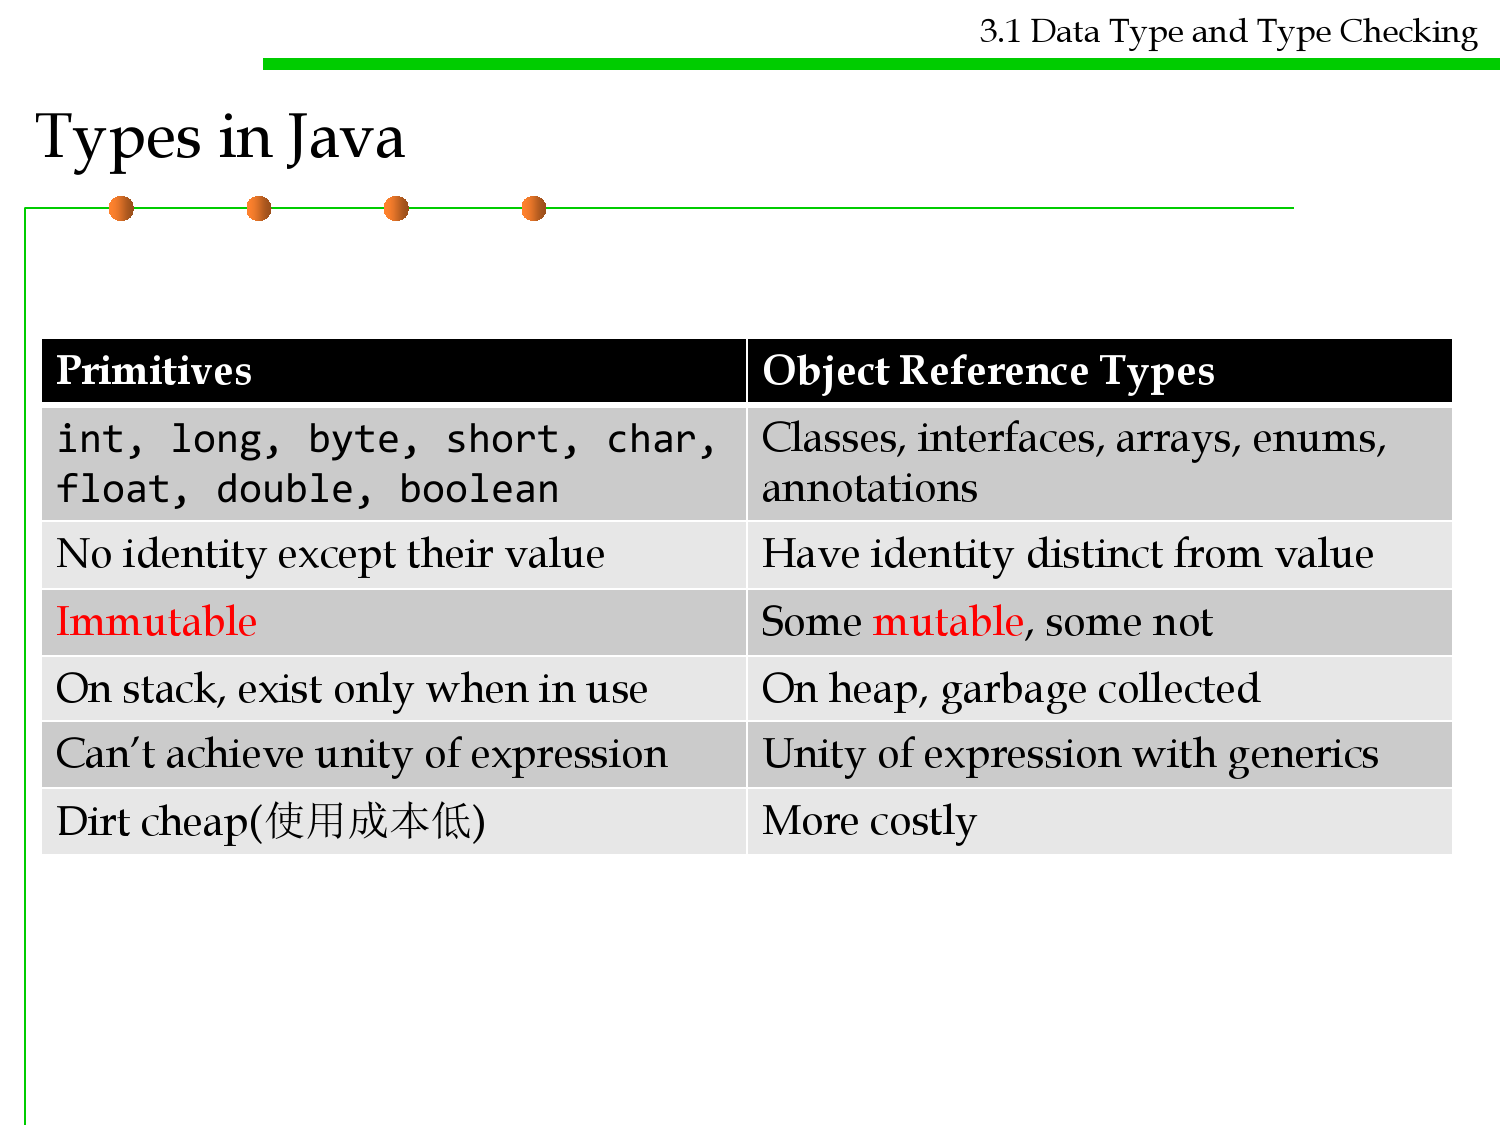 3.1 Data Type and Type Checking
Types in Java
Primitives
Object Reference Types
int, long, byte, short, char,
float, double, boolean
Classes, interfaces, arrays, enums,
annotations
No identity except their value
Have identity distinct from value
Immutable
Some mutable, some not
On stack, exist only when in use
On heap, garbage collected
Can’t achieve unity of expression
Unity of expression with generics
Dirt cheap(使用成本低)
More costly